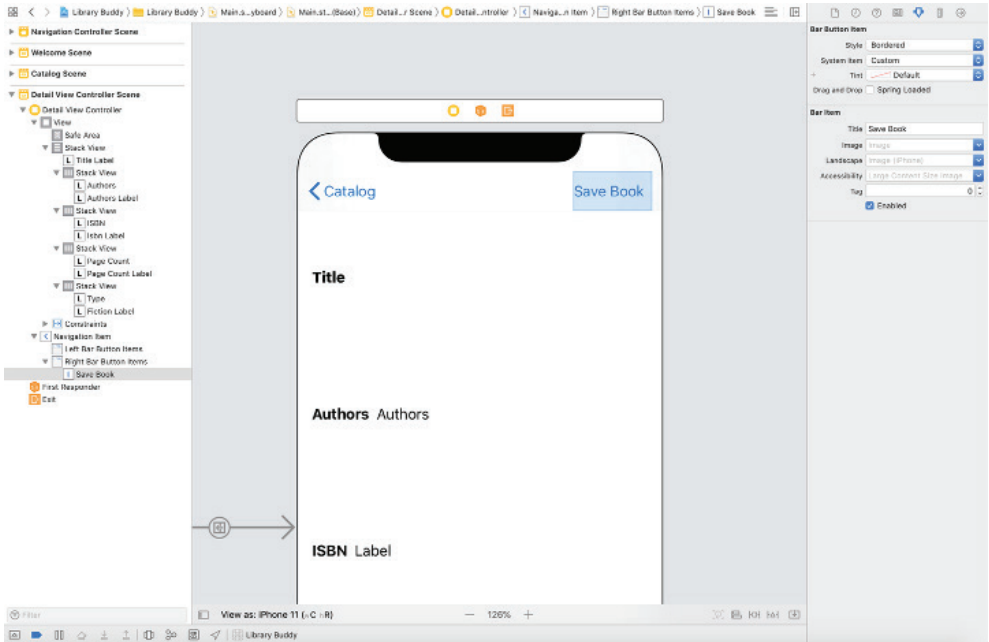 Library Buddy Library Buddy Main.s...yboard Main.st...(Base) Detail...r Scene Detail...ntroller Naviga...n Item Right Bar Button Items Save Book
Navigation Controller Scene
Welcome Scene
Catalog Scene
Detail View Controller Scene
Detail View Controller
View
Safe Area
Stack View
L Title Label
Stack View
L Authors
L Authors Label
Stack View
L ISBN
L Isbn Label
Stack View
L Page Count
L Page Count Label
Stack View
L Type
L Fiction Label
Constraints
Navigation Item
Left Bar Button Items
Right Bar Button Items
Save Book
First Responder
Exit
Filter
Catalog
Save Book
Title
Authors Authors
ISBN Label
View as: iPhone 11 (wC hR)
126%
Library Buddy
Bar Button Item
Style Bordered
System Item Custom
Tint Default
Drag and Drop Spring Loaded
Bar Item
Title Save Book
Image Image
Landscape Image (iPhone)
Accessibility Large Content Size Image
Tag 0
Enabled